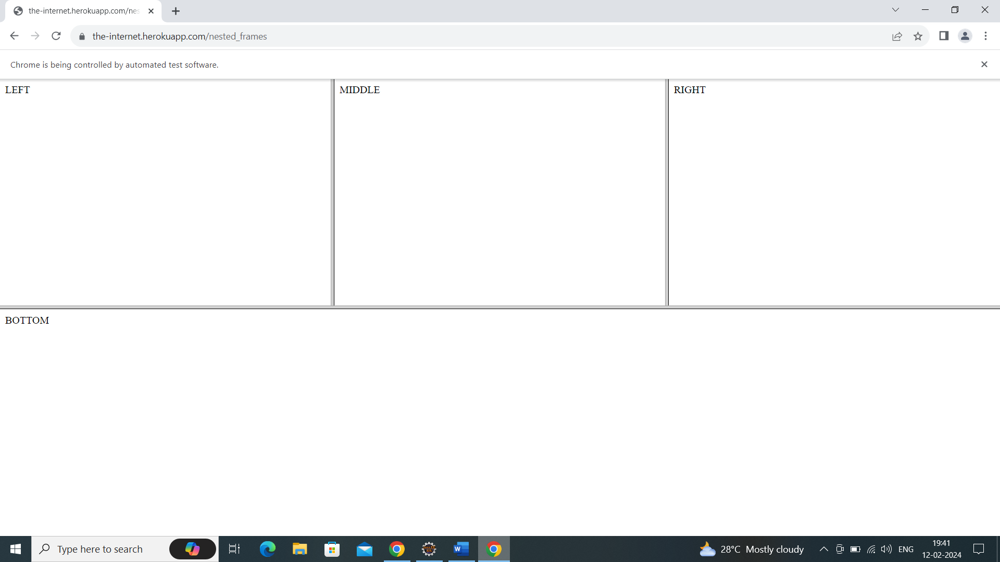 the-internet.herokuapp.com/nes
the-internet.herokuapp.com/nested_frames
Chrome is being controlled by automated test software.
LEFT
MIDDLE
RIGHT
BOTTOM
Type here to search
28°C Mostly cloudy
ENG
19:41
12-02-2024